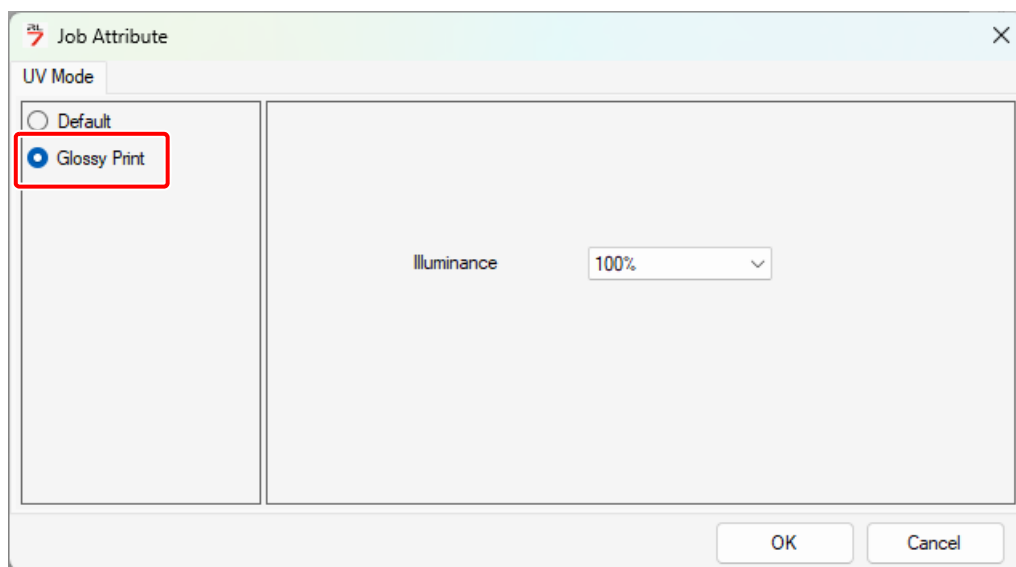 Job Attribute
UV Mode
Default
Glossy Print
Illuminance 100%
OK Cancel